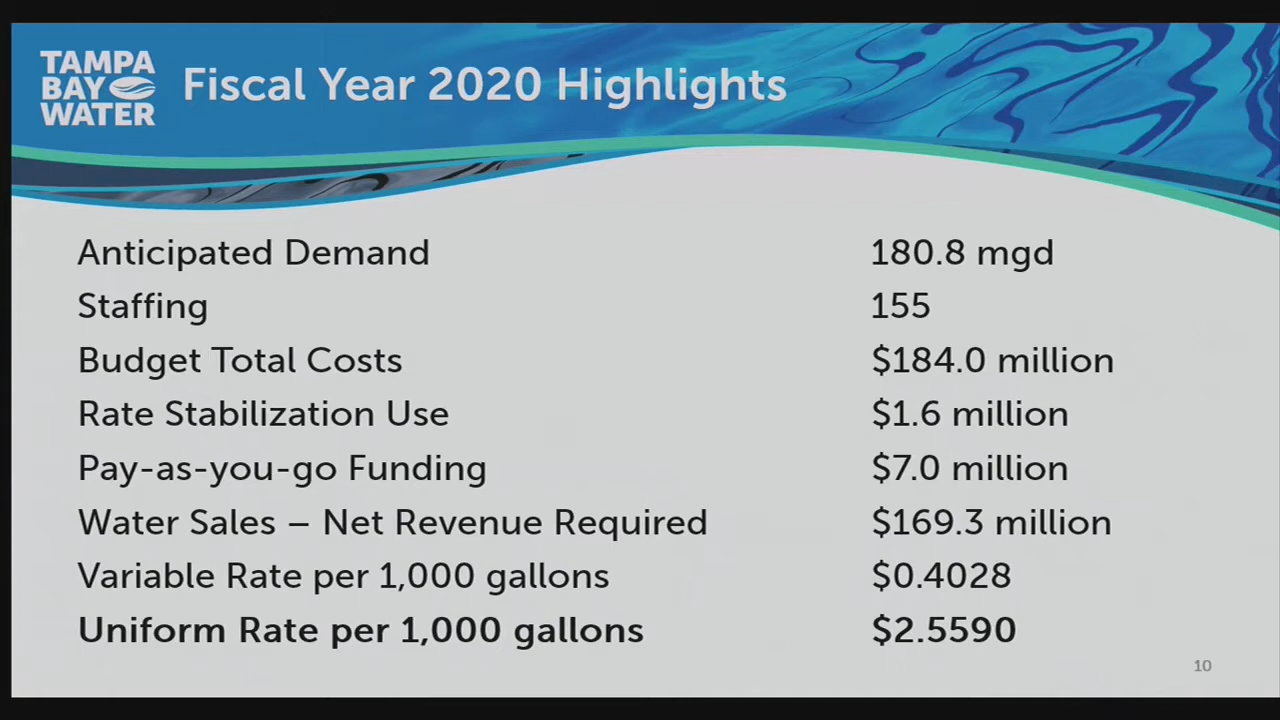 TAMPA
BAY
WATER
Fiscal Year 2020 Highlights
Anticipated Demand 180.8 mgd
Staffing 155
Budget Total Costs $184.0 million
Rate Stabilization Use $1.6 million
Pay-as-you-go Funding $7.0 million
Water Sales – Net Revenue Required $169.3 million
Variable Rate per 1,000 gallons $0.4028
Uniform Rate per 1,000 gallons $2.5590
10